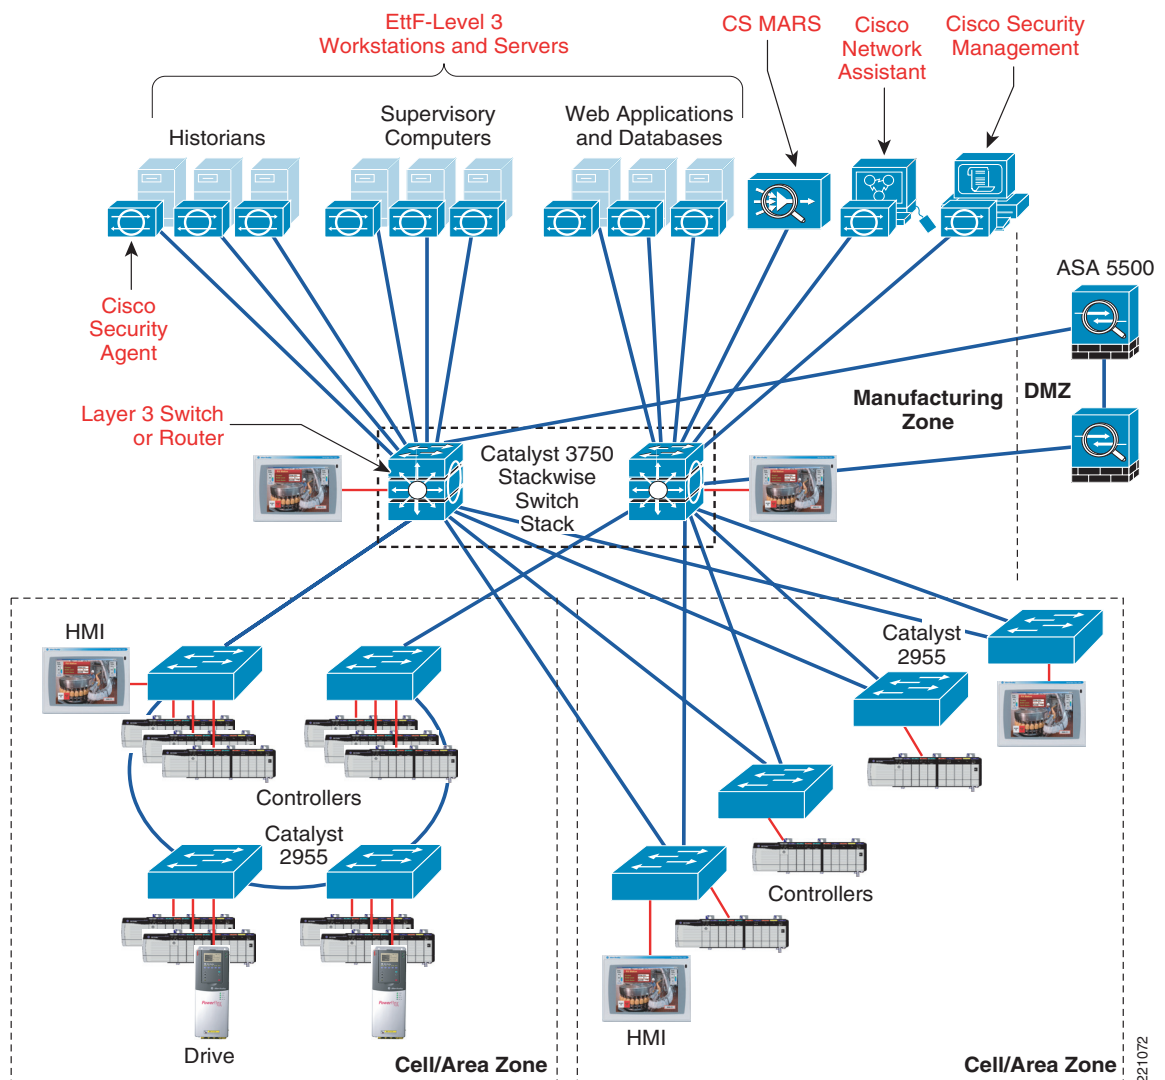 EttF-Level 3
Workstations and Servers
CS MARS
Cisco
Network
Assistant
Cisco Security
Management
Historians
Supervisory
Computers
Web Applications
and Databases
ASA 5500
Cisco
Security
Agent
Manufacturing
Zone
DMZ
Layer 3 Switch
or Router
Catalyst 3750
Stackwise
Switch
Stack
HMI
Catalyst
2955
Controllers
Catalyst
2955
Controllers
Drive
HMI
Cell/Area Zone
Cell/Area Zone
221072